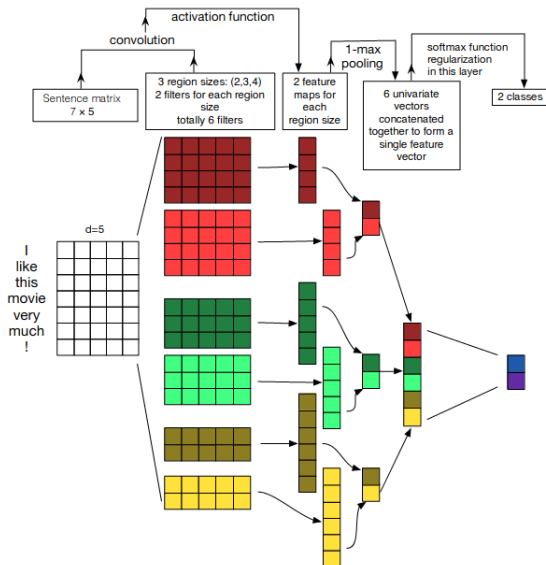 activation function
convolution
1-max
pooling
softmax function
regularization
in this layer
Sentence matrix
7 × 5
3 region sizes: (2,3,4)
2 filters for each region
size
totally 6 filters
2 feature
maps for
each
region size
6 univariate
vectors
concatenated
together to form a
single feature
vector
2 classes
d=5
I
like
this
movie
very
much
!